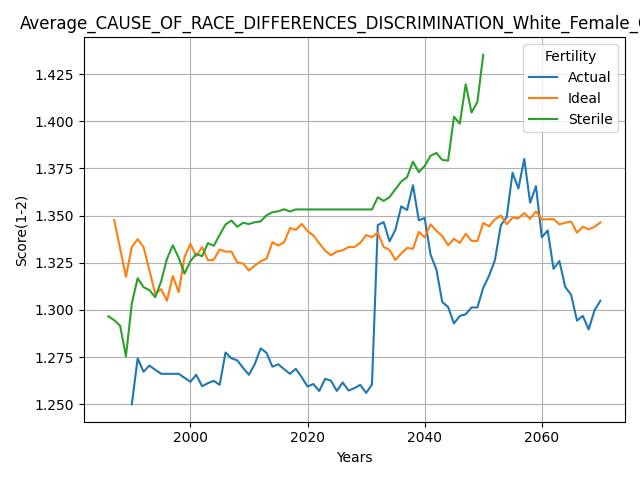 Average_CAUSE_OF_RACE_DIFFERENCES_DISCRIMINATION_White_Female_
Fertility
Actual
Ideal
Sterile
1.425
1.400
1.375
1.350
1.325
1.300
1.275
1.250
Score(1-2)
2000
2020
2040
2060
Years